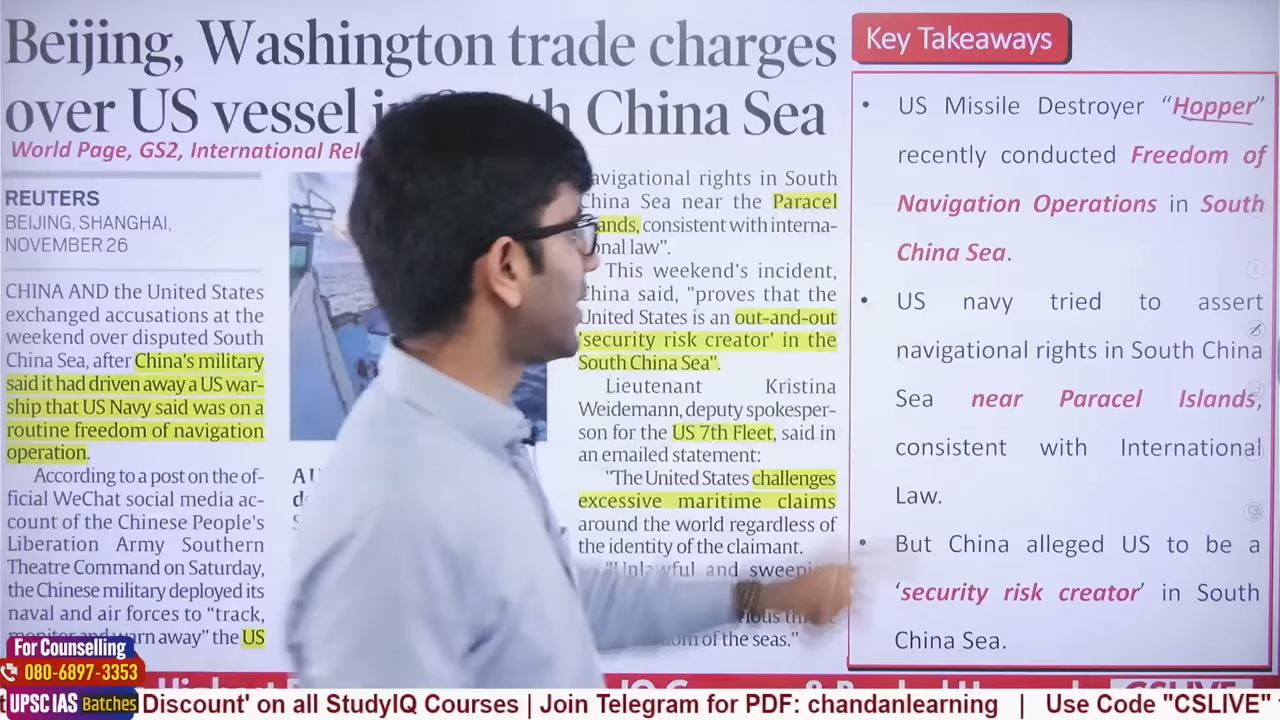 Beijing, Washington trade charges
over US vessel in South China Sea
World Page, GS2, International Rel
REUTERS
BEIJING, SHANGHAI,
NOVEMBER 26
CHINA AND the United States
exchanged accusations at the
weekend over disputed South
China Sea, after China's military
said it had driven away a US war-
ship that US Navy said was on a
routine freedom of navigation
operation.
According to a post on the of-
ficial WeChat social media ac-
count of the Chinese People's
Liberation Army Southern
Theatre Command on Saturday,
the Chinese military deployed its
naval and air forces to “track,
monitor and warn away” the US
avigational rights in South
China Sea near the Paracel
ands, consistent with interna-
onal law”.
This weekend's incident,
China said, "proves that the
United States is an out-and-out
'security risk creator' in the
South China Sea".
Lieutenant Kristina
Weidemann, deputy spokesper-
son for the US 7th Fleet, said in
an emailed statement:
"The United States challenges
excessive maritime claims
around the world regardless of
the identity of the claimant.
"Unlawful and sweepi
of the seas."
Key Takeaways
• US Missile Destroyer “Hopper”
recently conducted Freedom of
Navigation Operations in South
China Sea.
• US navy tried to assert
navigational rights in South China
Sea near Paracel Islands,
consistent with International
Law.
• But China alleged US to be a
‘security risk creator’ in South
China Sea.
For Counselling
080-6897-3353
UPSC IAS Batches
Discount' on all StudyIQ Courses | Join Telegram for PDF: chandanlearning | Use Code "CSLIVE"